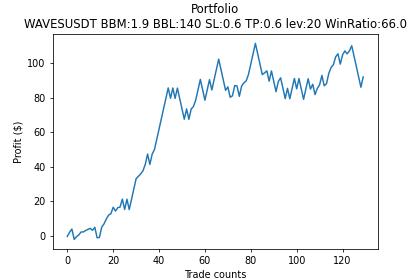 Portfolio
WAVESUSDT BBM:1.9 BBL:140 SL:0.6 TP:0.6 lev:20 WinRatio:66.0
Profit ($)
100
80
60
40
20
0
0 20 40 60 80 100 120
Trade counts